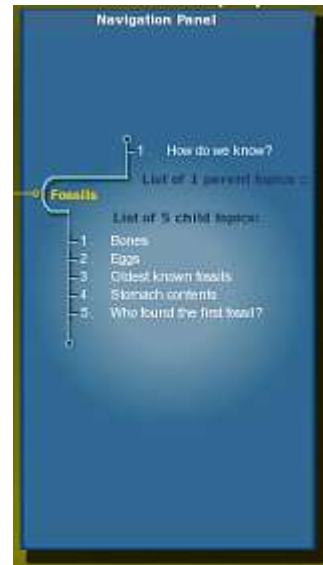 Navigation Panel
1 How do we know?
List of 1 parent topics :
Fossils
List of 5 child topics:
1 Bones
2 Eggs
3 Oldest known fossils
4 Stomach contents
5. Who found the first fossil?